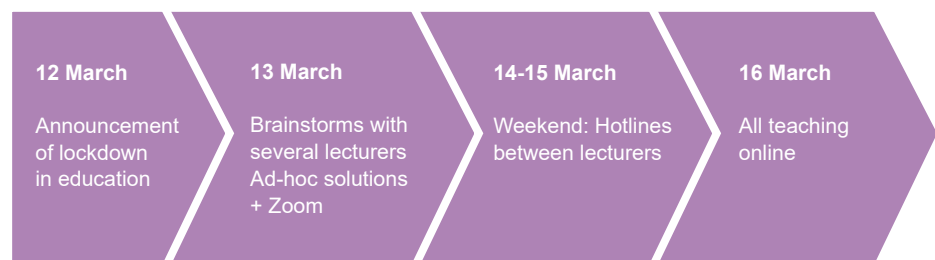 12 March
Announcement
of lockdown
in education
13 March
Brainstorms with
several lecturers
Ad-hoc solutions
+ Zoom
14-15 March
Weekend: Hotlines
between lecturers
16 March
All teaching
online